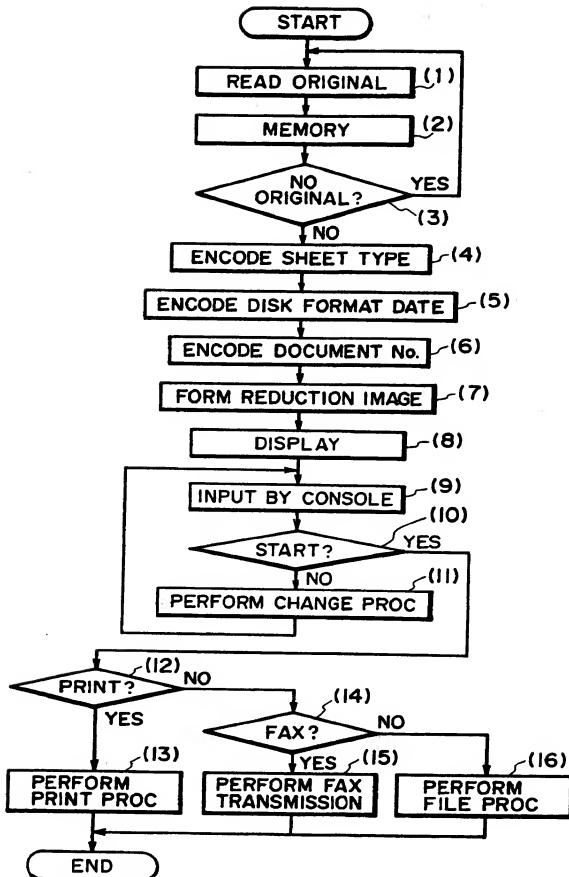 START
READ ORIGINAL
(1)
MEMORY
(2)
NO
ORIGINAL?
YES
(3)
NO
ENCODE SHEET TYPE
(4)
ENCODE DISK FORMAT DATE
(5)
ENCODE DOCUMENT No.
(6)
FORM REDUCTION IMAGE
(7)
DISPLAY
(8)
INPUT BY CONSOLE
(9)
START?
(10)
YES
NO
(11)
PERFORM CHANGE PROC
PRINT?
(12)
NO
YES
FAX?
(14)
NO
YES
(13)
PERFORM
PRINT PROC
(15)
PERFORM FAX
TRANSMISSION
(16)
PERFORM
FILE PROC
END